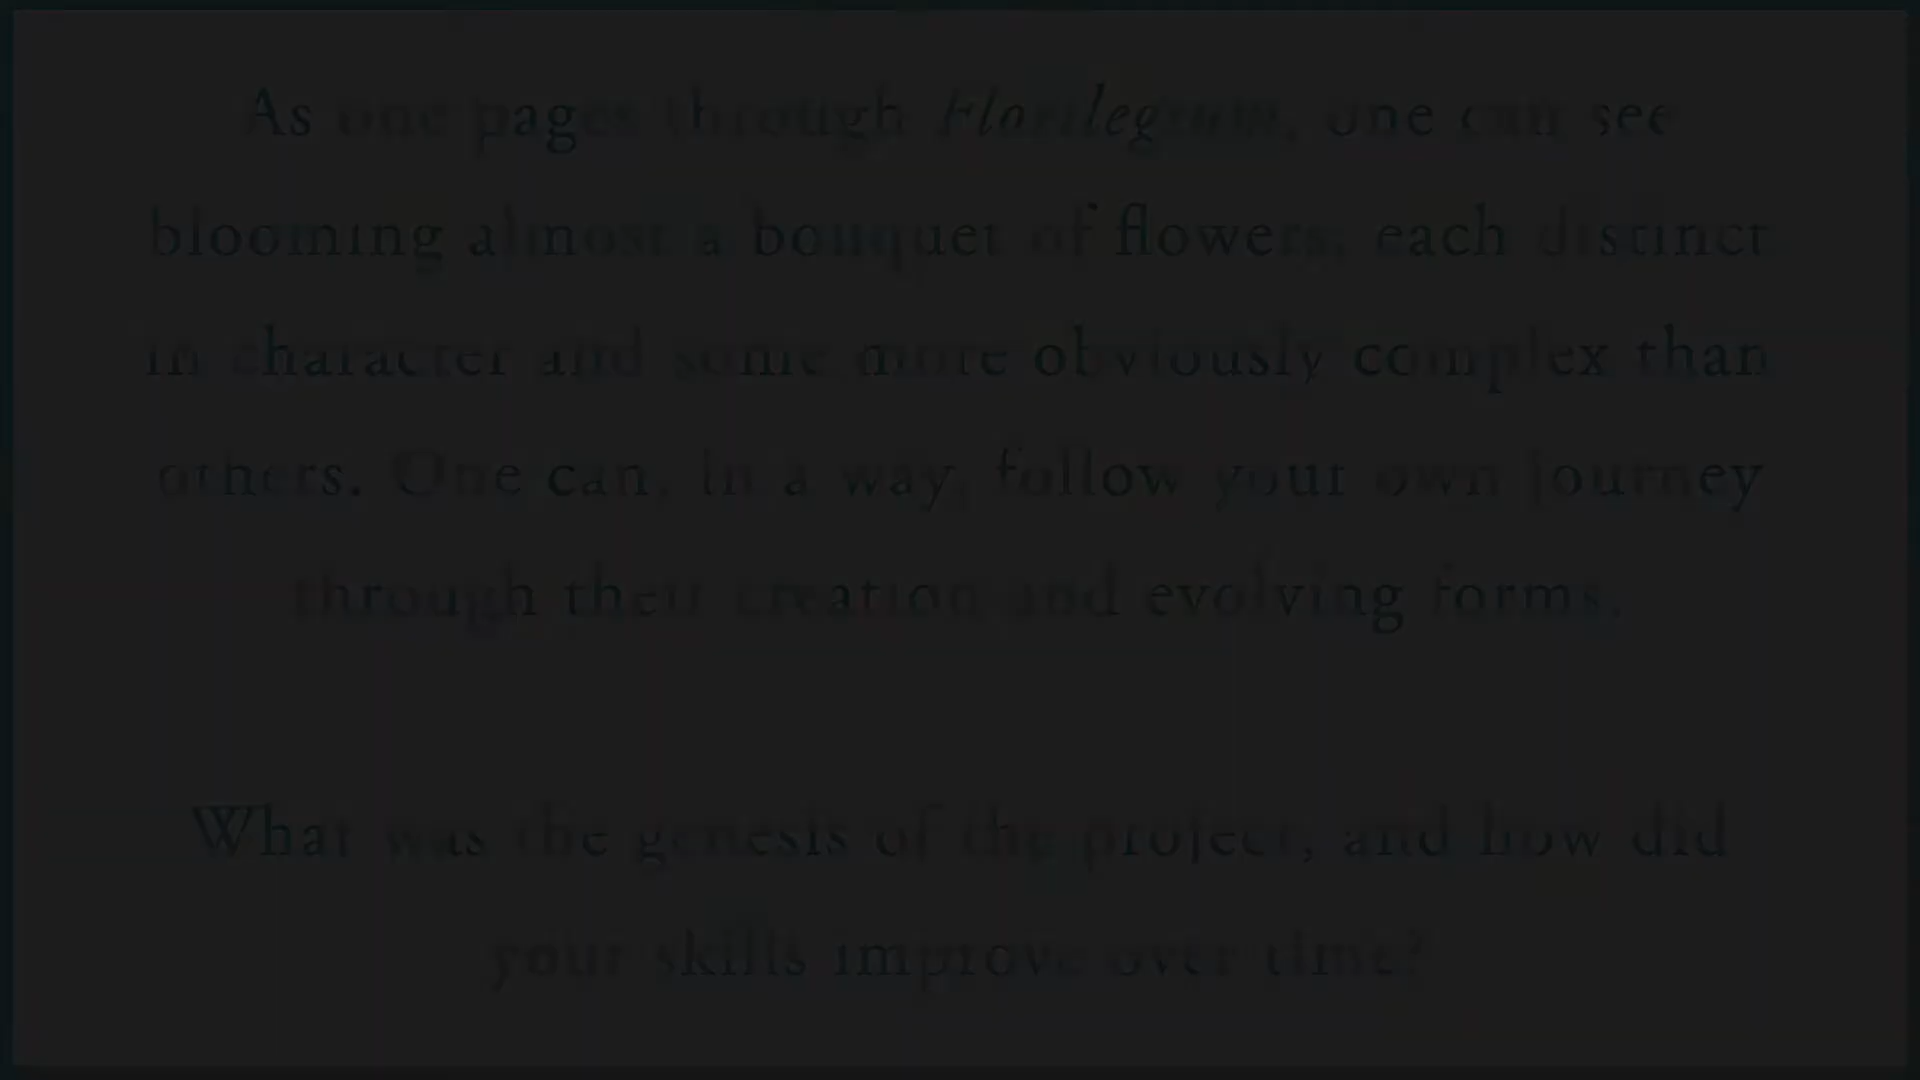 As one pages through Florilegium, one can see
blooming almost a bouquet of flowers, each distinct
in character and some more obviously complex than
others. One can, in a way, follow your own journey
through their creation and evolving forms.
What was the genesis of the project, and how did
your skills improve over time?